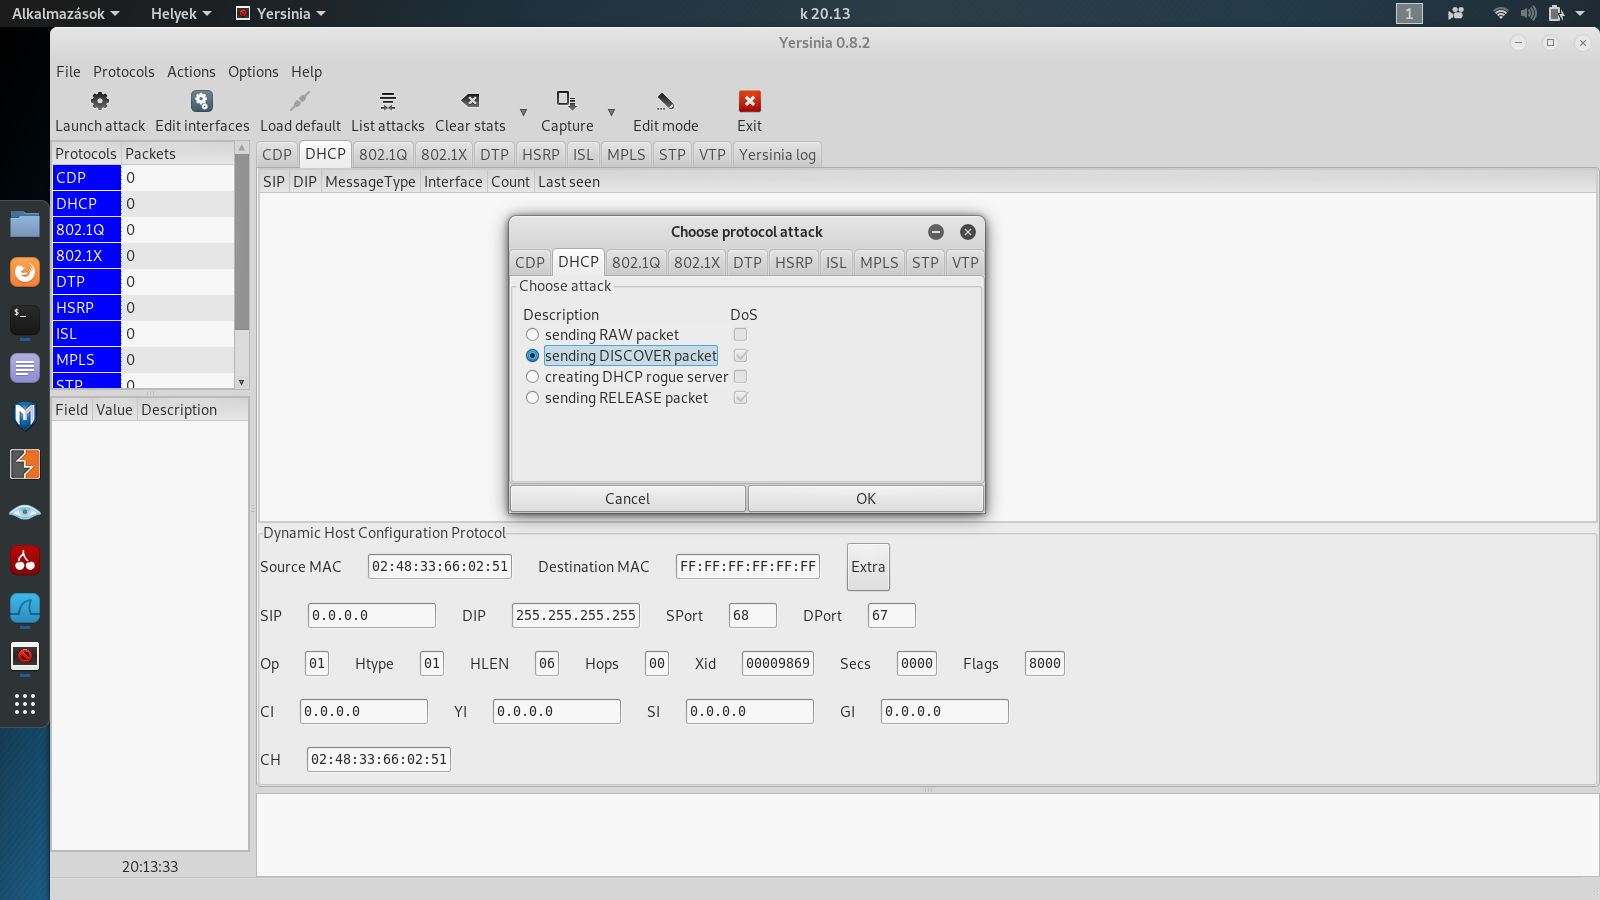 Alkalmazások Helyek Yersinia k 20.13 1
Yersinia 0.8.2
File Protocols Actions Options Help
Launch attack Edit interfaces Load default List attacks Clear stats Capture Edit mode Exit
Protocols Packets
CDP 0
DHCP 0
802.1Q 0
802.1X 0
DTP 0
HSRP 0
ISL 0
MPLS 0
STP 0
Field Value Description
20:13:33
CDP DHCP 802.1Q 802.1X DTP HSRP ISL MPLS STP VTP Yersinia log
SIP DIP MessageType Interface Count Last seen
Choose protocol attack
CDP DHCP 802.1Q 802.1X DTP HSRP ISL MPLS STP VTP
Choose attack
Description DoS
sending RAW packet
sending DISCOVER packet
creating DHCP rogue server
sending RELEASE packet
Cancel OK
Dynamic Host Configuration Protocol
Source MAC 02:48:33:66:02:51 Destination MAC FF:FF:FF:FF:FF:FF Extra
SIP 0.0.0.0 DIP 255.255.255.255 SPort 68 DPort 67
Op 01 Htype 01 HLEN 06 Hops 00 Xid 00009869 Secs 0000 Flags 8000
CI 0.0.0.0 YI 0.0.0.0 SI 0.0.0.0 GI 0.0.0.0
CH 02:48:33:66:02:51